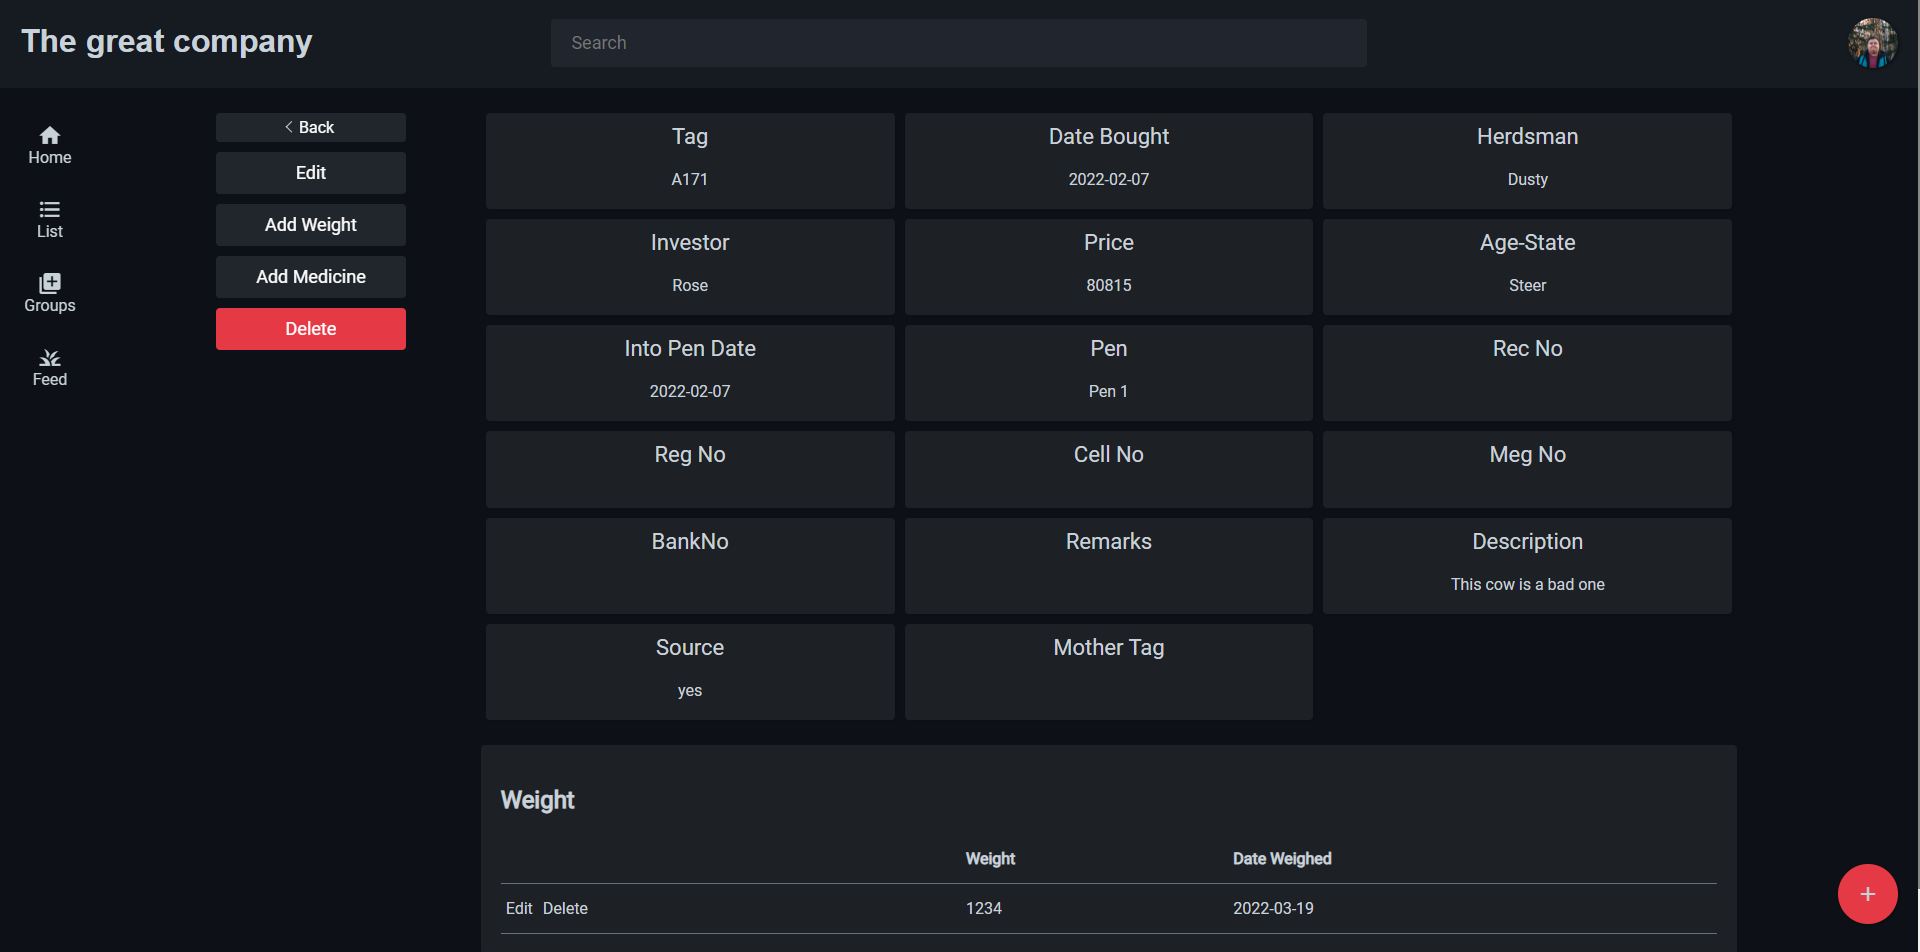 The great company
Search
Home
List
Groups
Feed
Back
Edit
Add Weight
Add Medicine
Delete
Tag
A171
Date Bought
2022-02-07
Herdsman
Dusty
Investor
Rose
Price
80815
Age-State
Steer
Into Pen Date
2022-02-07
Pen
Pen 1
Rec No
Reg No
Cell No
Meg No
BankNo
Remarks
Description
This cow is a bad one
Source
yes
Mother Tag
Weight
Weight Date Weighed
Edit Delete 1234 2022-03-19
+